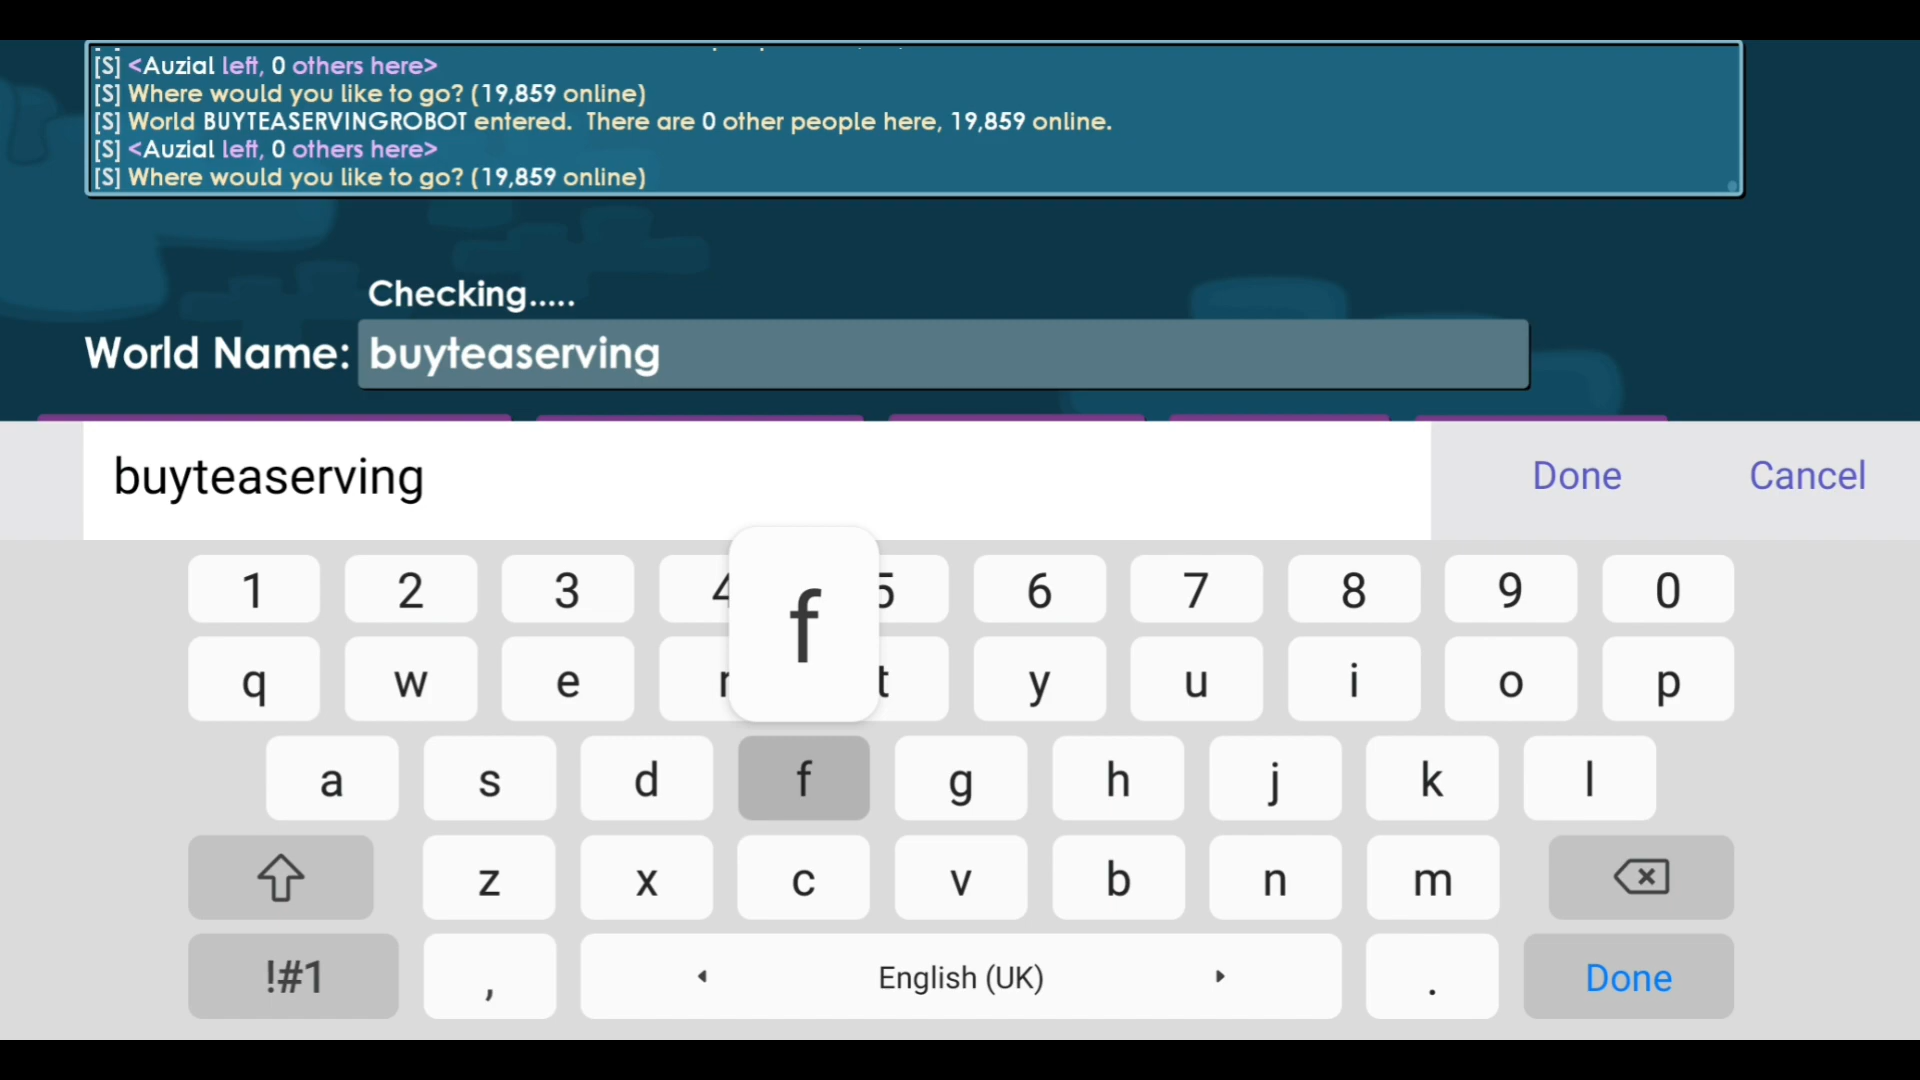 [S] <Auzial left, 0 others here>
[S] Where would you like to go? (19,859 online)
[S] World BUYTEASERVINGROBOT entered.  There are 0 other people here, 19,859 online.
[S] <Auzial left, 0 others here>
[S] Where would you like to go? (19,859 online)
Checking.....
World Name: buyteaserving
buyteaserving Done Cancel
1 2 3 4 5 6 7 8 9 0
f
q w e r t y u i o p
a s d f g h j k l
z x c v b n m
!#1 , English (UK) . Done